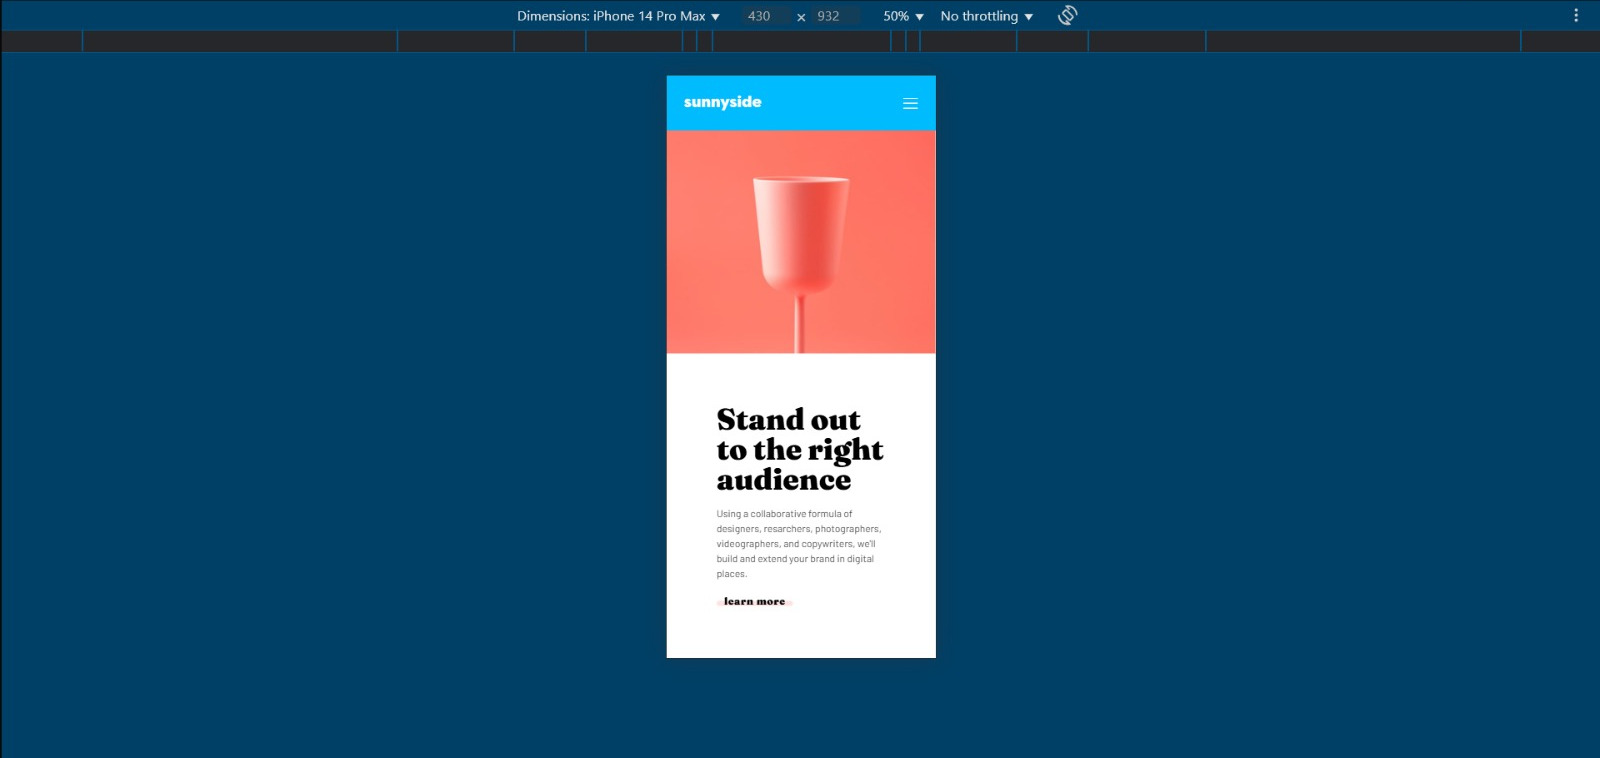 Dimensions: iPhone 14 Pro Max ▼ 430 × 932 50% ▼ No throttling ▼
sunnyside
Stand out
to the right
audience
Using a collaborative formula of
designers, resarchers, photographers,
videographers, and copywriters, we'll
build and extend your brand in digital
places.
learn more